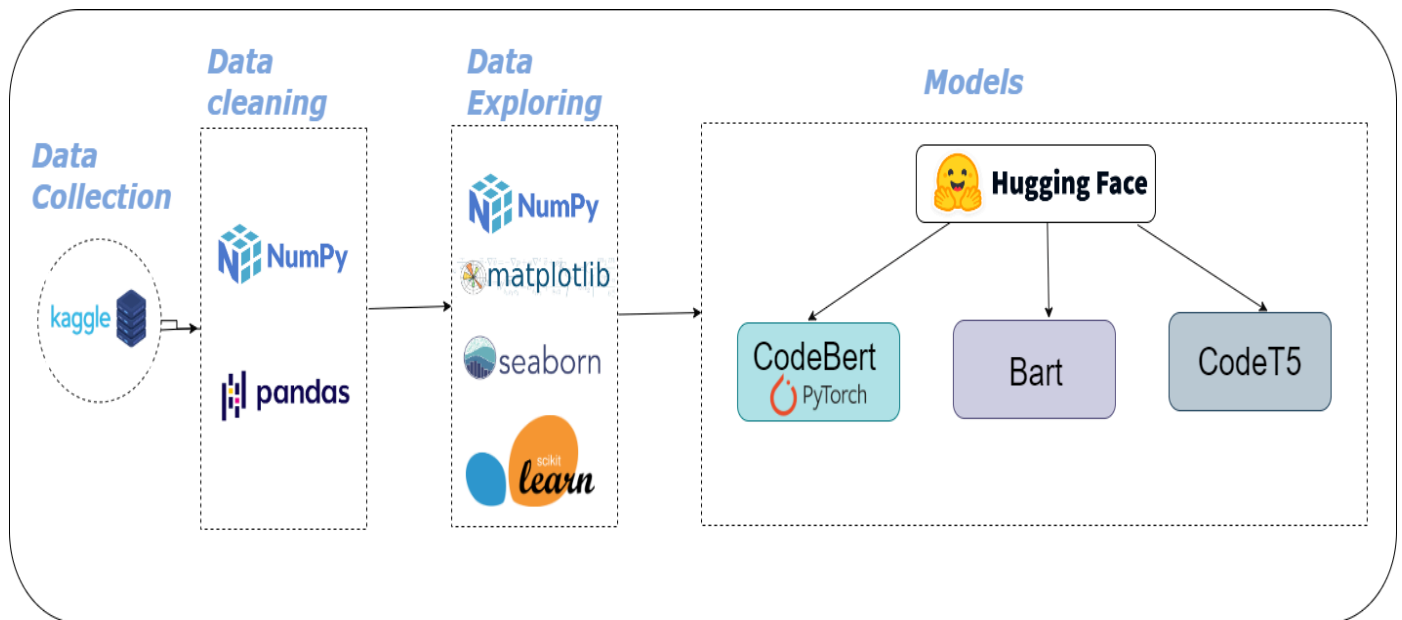 Data
Collection
kaggle
Data
cleaning
NumPy
pandas
Data
Exploring
NumPy
matplotlib
seaborn
scikit
learn
Models
Hugging Face
CodeBert
PyTorch
Bart
CodeT5